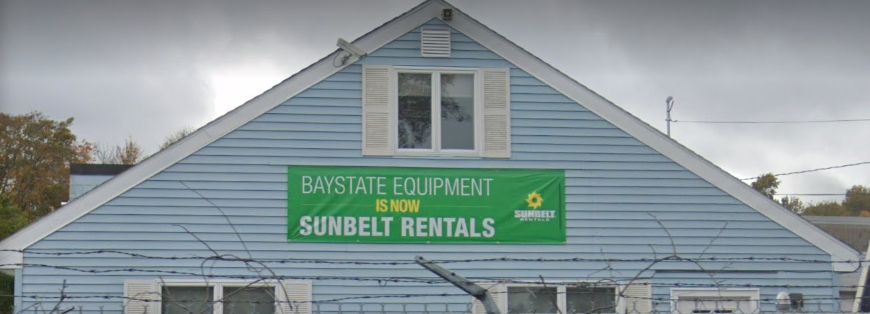 BAYSTATE EQUIPMENT
IS NOW
SUNBELT RENTALS
SUNBELT
RENTALS